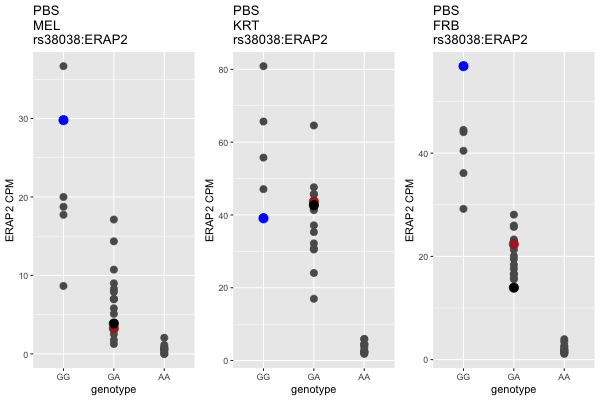 PBS
MEL
rs38038:ERAP2
ERAP2 CPM
30
20
10
0
GG
GA
AA
genotype
PBS
KRT
rs38038:ERAP2
ERAP2 CPM
80
60
40
20
0
GG
GA
AA
genotype
PBS
FRB
rs38038:ERAP2
ERAP2 CPM
40
20
0
GG
GA
AA
genotype